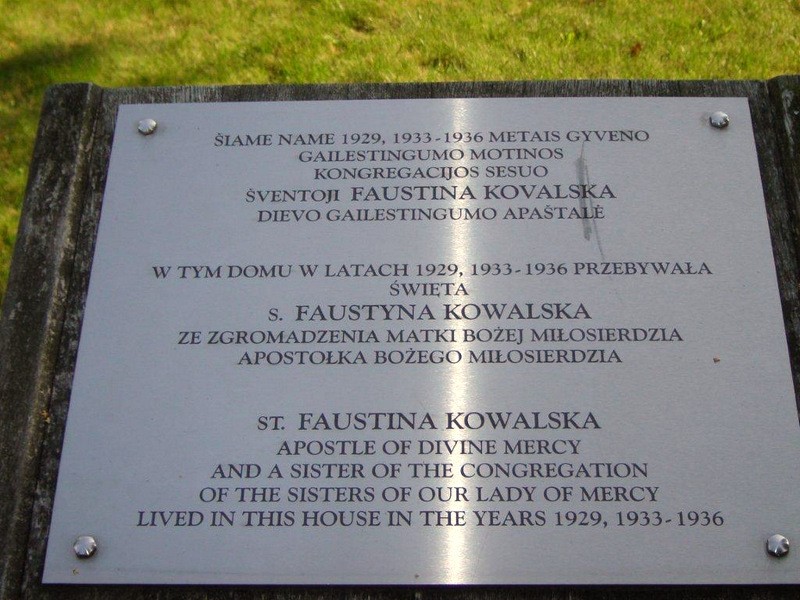 ŠIAME NAME 1929, 1933-1936 METAIS GYVENO
GAILESTINGUMO MOTINOS
KONGREGACIJOS SESUO
ŠVENTOJI FAUSTINA KOVALSKA
DIEVO GAILESTINGUMO APAŠTALĖ
W TYM DOMU W LATACH 1929, 1933-1936 PRZEBYWAŁA
ŚWIĘTA
S. FAUSTYNA KOWALSKA
ZE ZGROMADZENIA MATKI BOŻEJ MIŁOSIERDZIA
APOSTOŁKA BOŻEGO MIŁOSIERDZIA
ST. FAUSTINA KOWALSKA
APOSTLE OF DIVINE MERCY
AND A SISTER OF THE CONGREGATION
OF THE SISTERS OF OUR LADY OF MERCY
LIVED IN THIS HOUSE IN THE YEARS 1929, 1933-1936